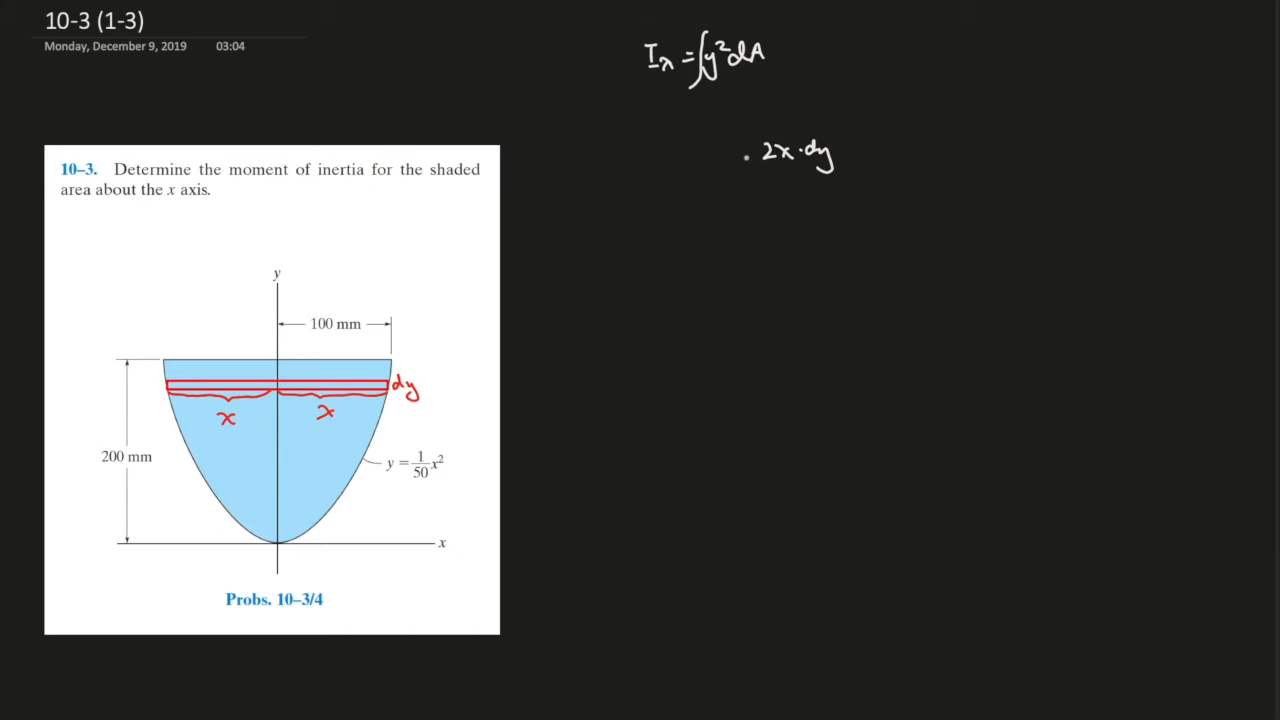 10-3 (1-3)
Monday, December 9, 2019 03:04
I_x = ∫y²dA
2x·dy
10–3. Determine the moment of inertia for the shaded
area about the x axis.
y
100 mm
dy
x x
200 mm
y = 1/50 x²
x
Probs. 10–3/4